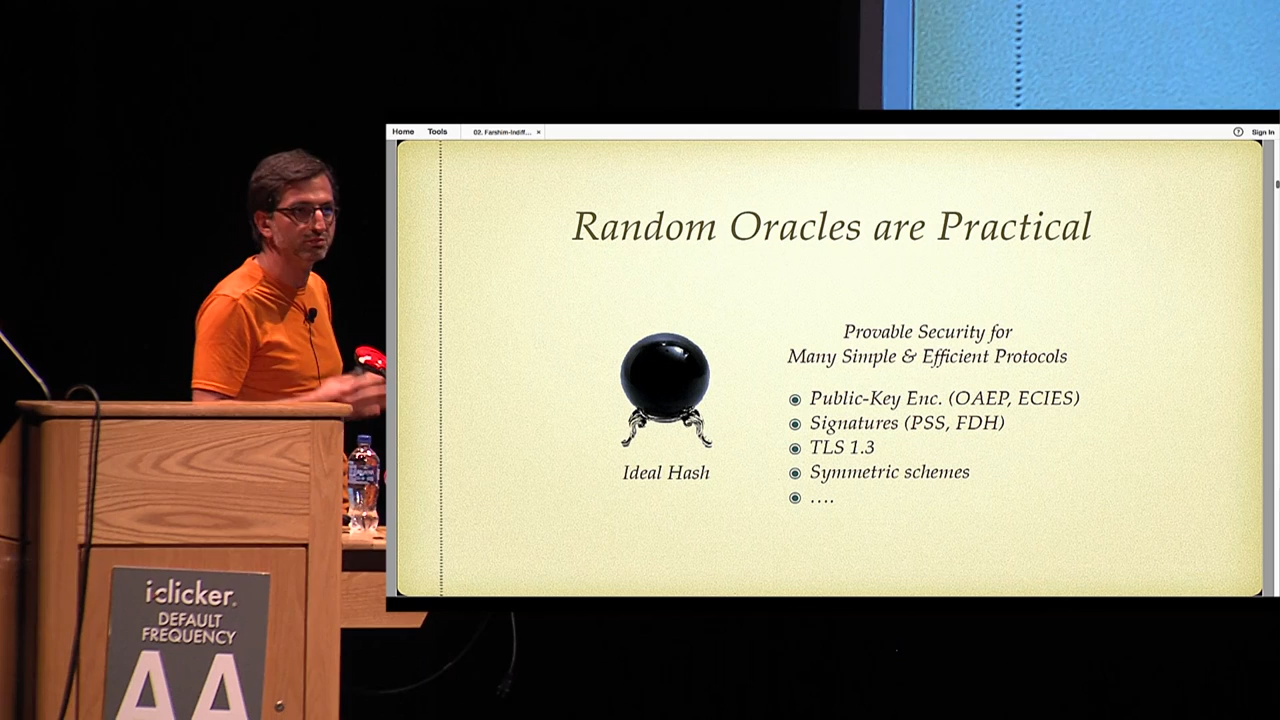 Home Tools 02. Farshim-Indiff... × ? Sign In
Random Oracles are Practical
Provable Security for
Many Simple & Efficient Protocols
Public-Key Enc. (OAEP, ECIES)
Signatures (PSS, FDH)
TLS 1.3
Symmetric schemes
....
Ideal Hash
iclicker.
DEFAULT
FREQUENCY
AA